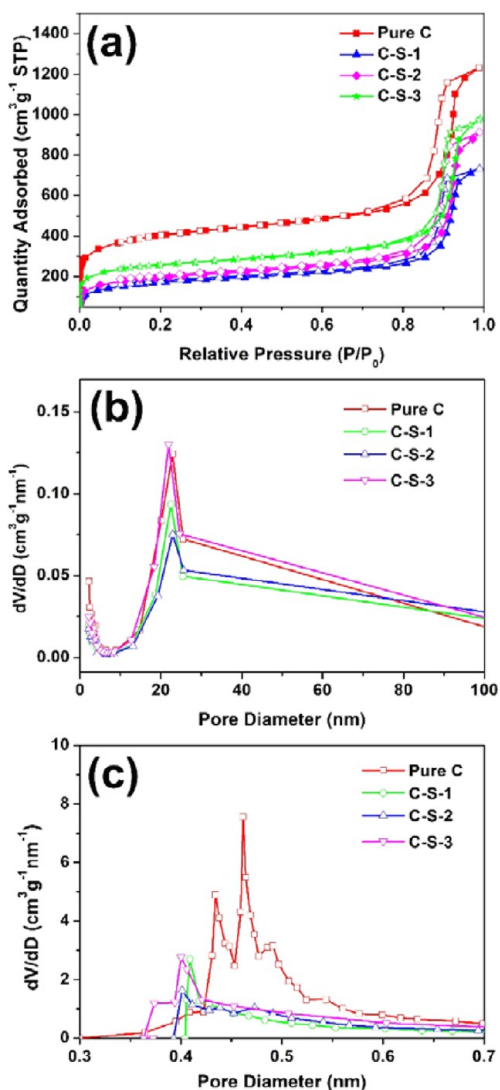 (a)
Pure C
C-S-1
C-S-2
C-S-3
Quantity Adsorbed (cm³g⁻¹ STP)
1400
1200
1000
800
600
400
200
0.0 0.2 0.4 0.6 0.8 1.0
Relative Pressure (P/P₀)
(b)
Pure C
C-S-1
C-S-2
C-S-3
dV/dD (cm³g⁻¹nm⁻¹)
0.15
0.10
0.05
0.00
0 20 40 60 80 100
Pore Diameter (nm)
(c)
Pure C
C-S-1
C-S-2
C-S-3
dV/dD (cm³g⁻¹nm⁻¹)
10
8
6
4
2
0
0.3 0.4 0.5 0.6 0.7
Pore Diameter (nm)